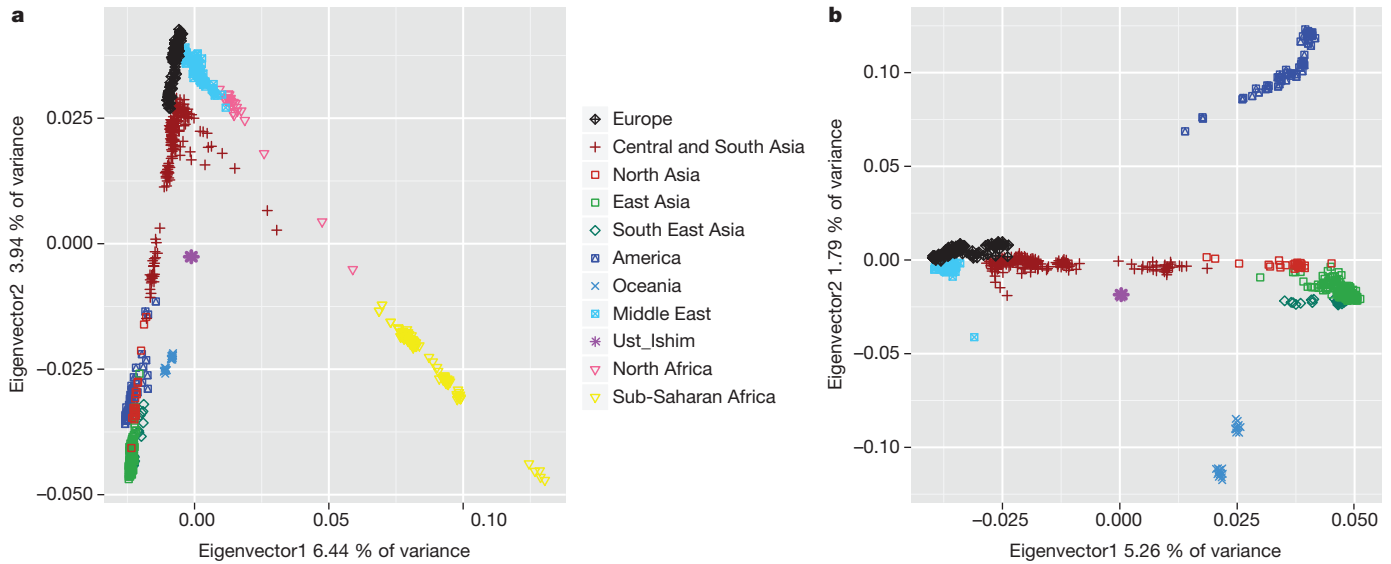 a
Eigenvector2 3.94 % of variance
0.025
0.000
−0.025
−0.050
0.00
0.05
0.10
Eigenvector1 6.44 % of variance
Europe
Central and South Asia
North Asia
East Asia
South East Asia
America
Oceania
Middle East
Ust_Ishim
North Africa
Sub-Saharan Africa
b
Eigenvector2 1.79 % of variance
0.10
0.05
0.00
−0.05
−0.10
−0.025
0.000
0.025
0.050
Eigenvector1 5.26 % of variance